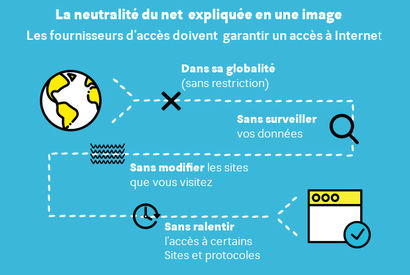 La neutralité du net expliquée en une image
Les fournisseurs d'accès doivent garantir un accès à Internet
Dans sa globalité
(sans restriction)
Sans surveiller
vos données
Sans modifier les sites
que vous visitez
Sans ralentir
l'accès à certains
Sites et protocoles